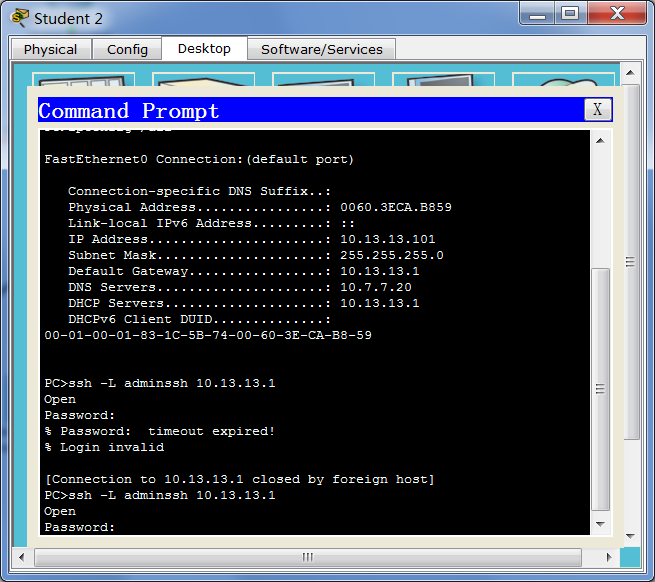 Student 2
Physical Config Desktop Software/Services
Command Prompt
X
FastEthernet0 Connection:(default port)
Connection-specific DNS Suffix..:
Physical Address................: 0060.3ECA.B859
Link-local IPv6 Address.........: ::
IP Address......................: 10.13.13.101
Subnet Mask.....................: 255.255.255.0
Default Gateway.................: 10.13.13.1
DNS Servers.....................: 10.7.7.20
DHCP Servers....................: 10.13.13.1
DHCPv6 Client DUID..............:
00-01-00-01-83-1C-5B-74-00-60-3E-CA-B8-59
PC>ssh -L adminssh 10.13.13.1
Open
Password:
% Password:  timeout expired!
% Login invalid
[Connection to 10.13.13.1 closed by foreign host]
PC>ssh -L adminssh 10.13.13.1
Open
Password: